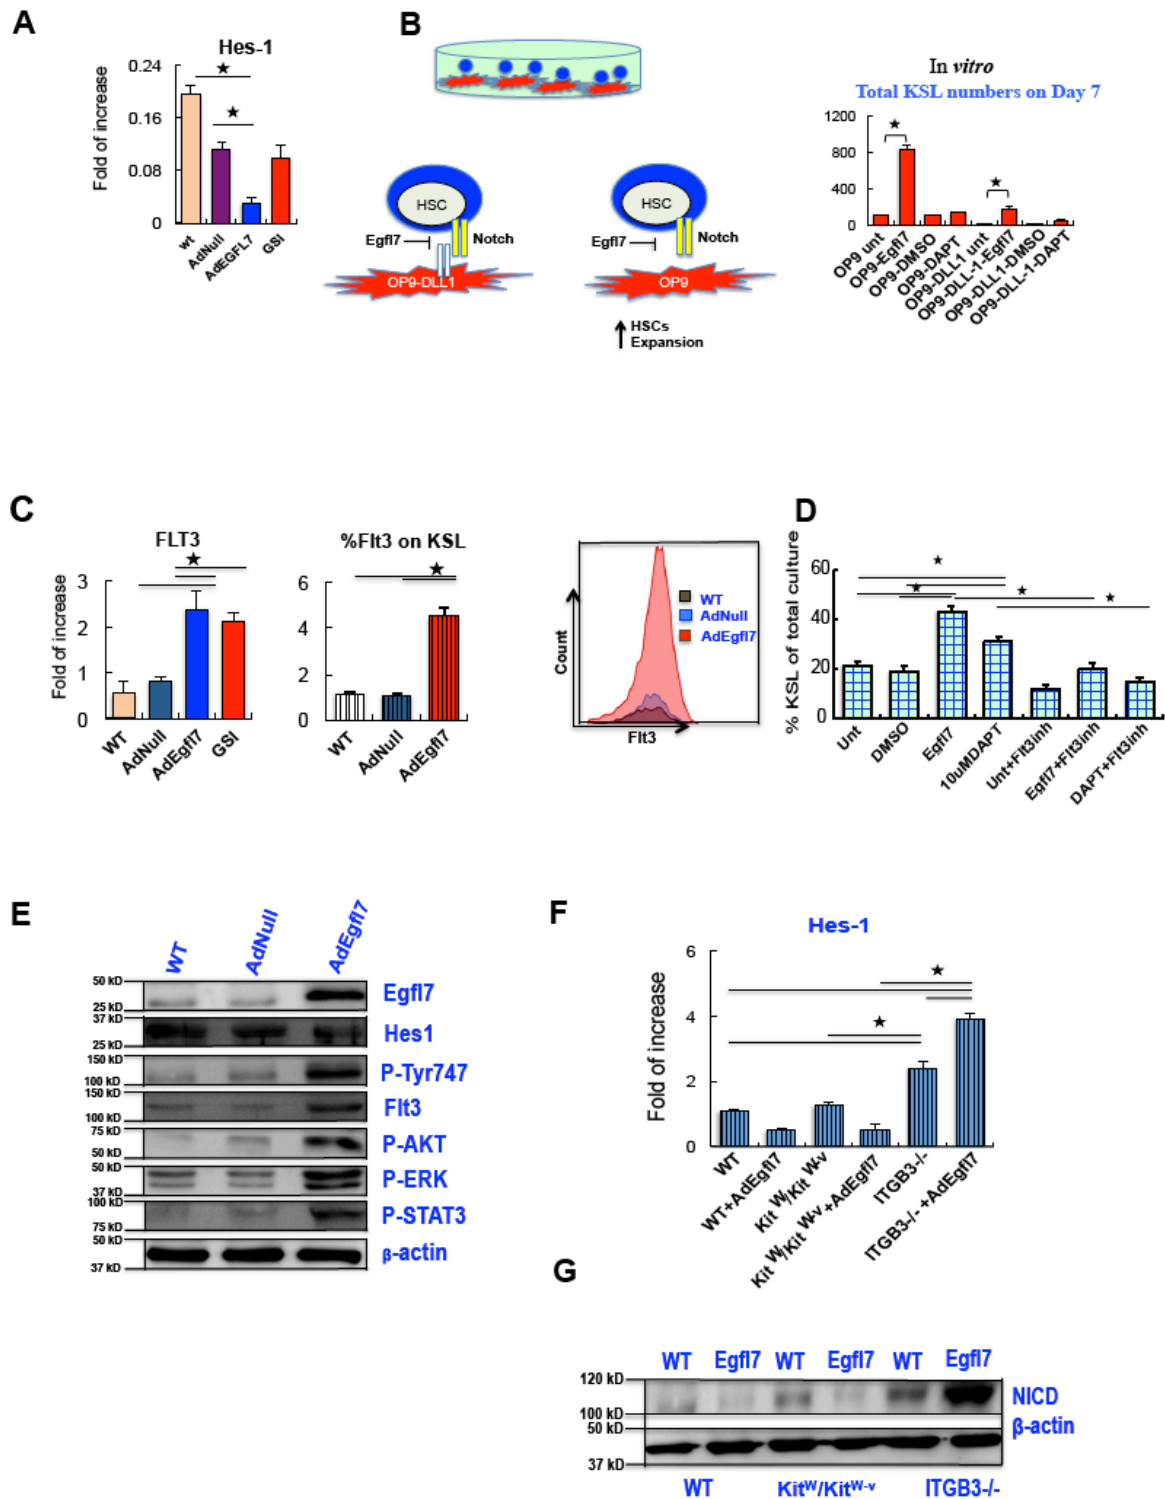 A
Hes-1
Fold of increase
0.24
0.16
0.08
0
wt
AdNull
AdEGFL7
GSI
B
HSC
Egfl7
Notch
OP9-DLL1
HSC
Egfl7
Notch
OP9
HSCs
Expansion
In vitro
Total KSL numbers on Day 7
1200
800
400
0
OP9 unt
OP9-Egfl7
OP9-DMSO
OP9-DAPT
OP9-DLL1 unt
OP9-DLL-1-Egfl7
OP9-DLL1-DMSO
OP9-DLL-1-DAPT
C
FLT3
Fold of increase
3
2
1
0
WT
AdNull
AdEgfl7
GSI
%Flt3 on KSL
6
4
2
0
WT
AdNull
AdEgfl7
Count
WT
AdNull
AdEgfl7
Flt3
D
% KSL of total culture
60
40
20
0
Unt
DMSO
Egfl7
10uMDAPT
Unt+Flt3inh
Egfl7+Flt3inh
DAPT+Flt3inh
E
WT
AdNull
AdEgfl7
50 kD
25 kD
Egfl7
37 kD
25 kD
Hes1
150 kD
100 kD
P-Tyr747
150 kD
100 kD
Flt3
75 kD
50 kD
P-AKT
50 kD
37 kD
P-ERK
100 kD
75 kD
P-STAT3
50 kD
37 kD
β-actin
F
Hes-1
Fold of increase
6
4
2
0
WT
WT+AdEgfl7
Kit W/Kit W-v
Kit W/Kit W-v+AdEgfl7
ITGB3-/-
ITGB3-/-+AdEgfl7
G
WT Egfl7 WT Egfl7 WT Egfl7
120 kD
100 kD
NICD
50 kD
37 kD
β-actin
WT KitW/KitW-v ITGB3-/-